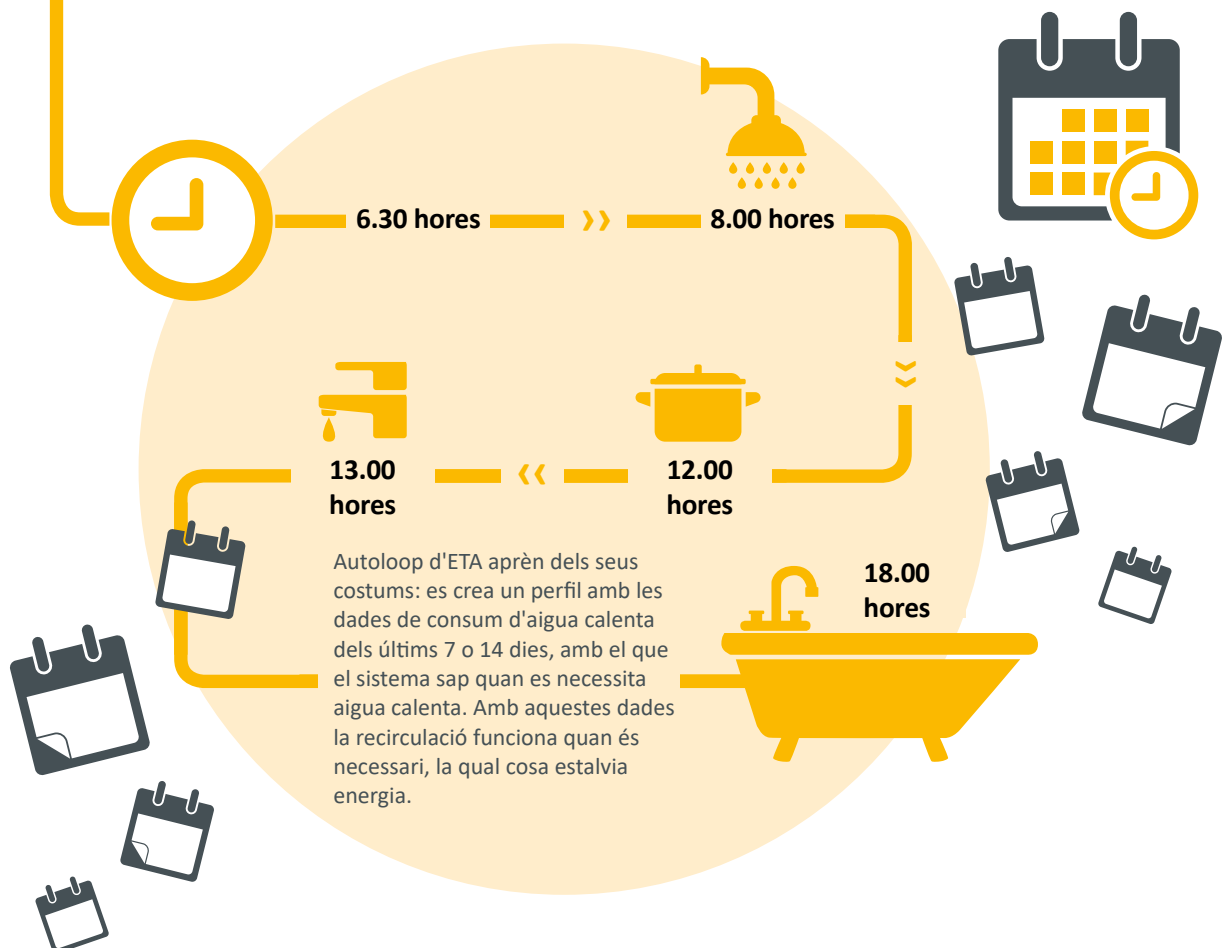 6.30 hores
8.00 hores
13.00
hores
12.00
hores
18.00
hores
Autoloop d'ETA aprèn dels seus
costums: es crea un perfil amb les
dades de consum d'aigua calenta
dels últims 7 o 14 dies, amb el que
el sistema sap quan es necessita
aigua calenta. Amb aquestes dades
la recirculació funciona quan és
necessari, la qual cosa estalvia
energia.